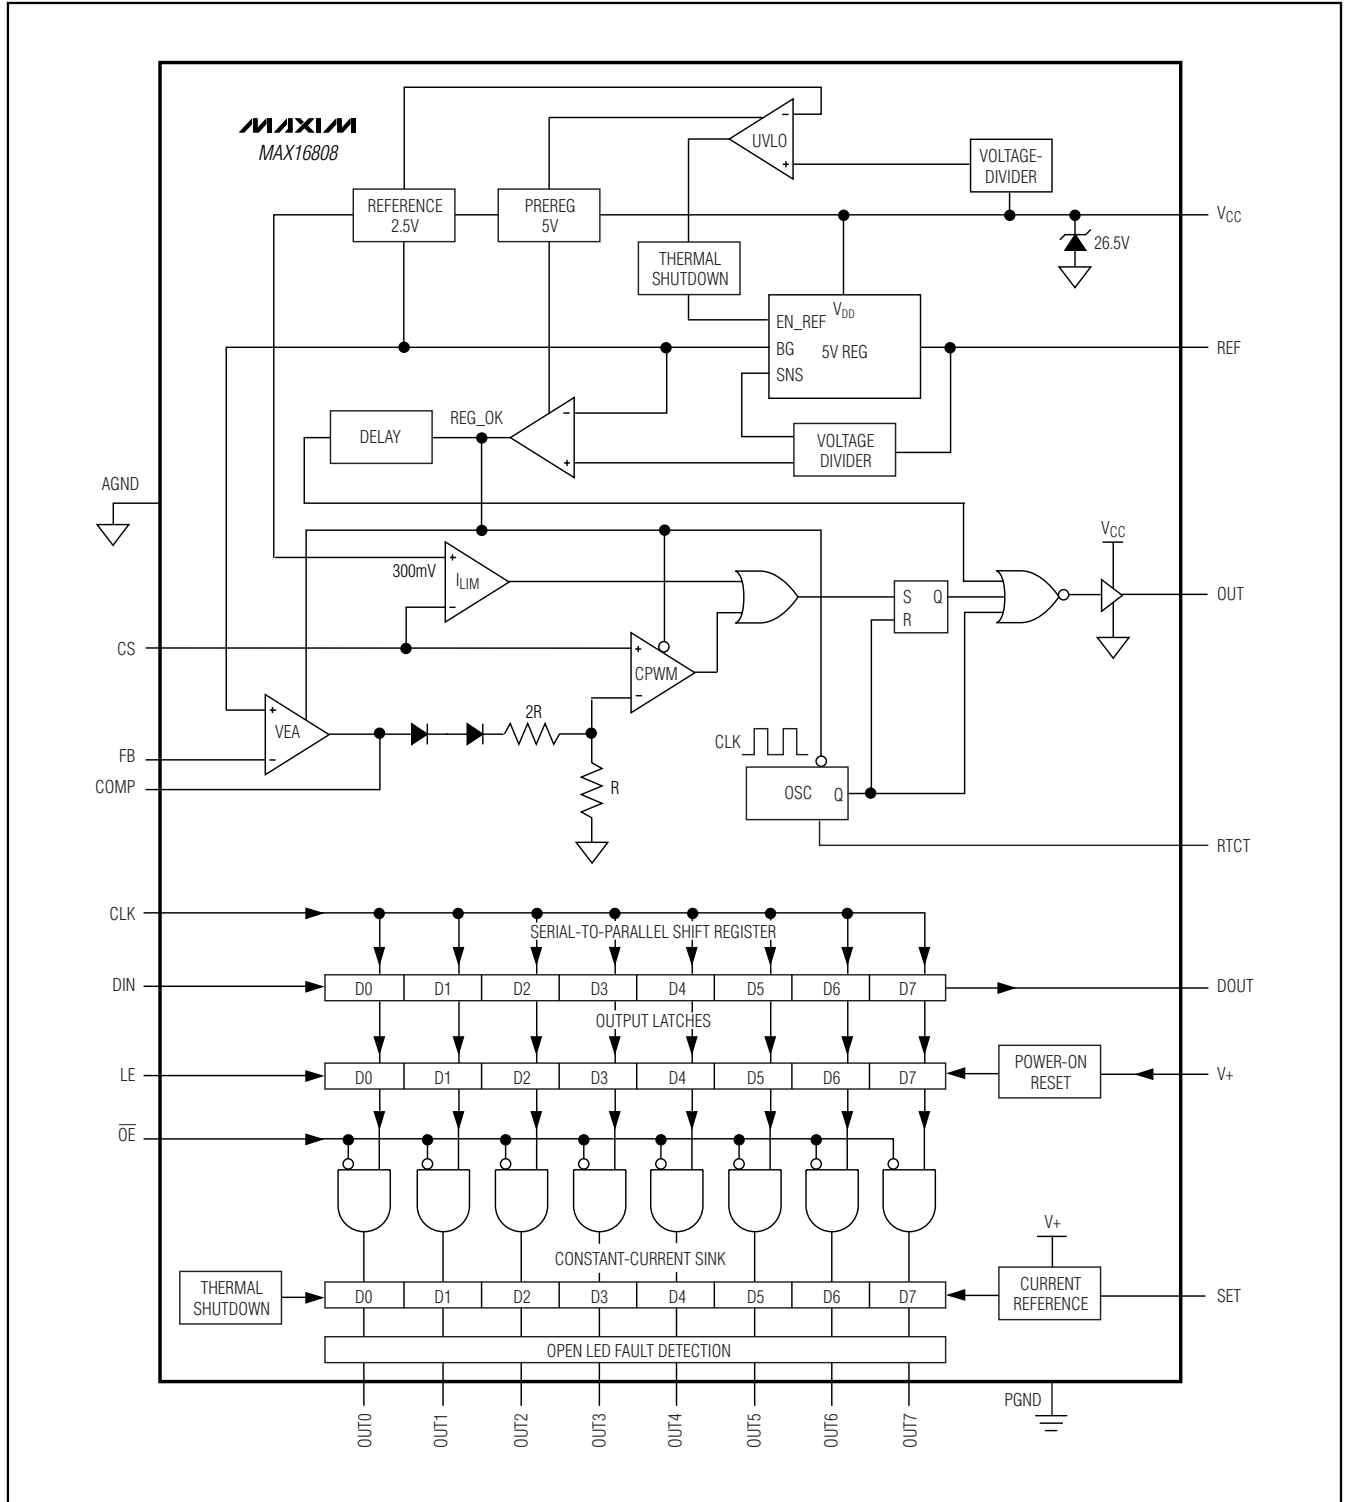 MAXIM
MAX16808
UVLO
-
+
VOLTAGE-
DIVIDER
REFERENCE
2.5V
PREREG
5V
VCC
26.5V
THERMAL
SHUTDOWN
VDD
EN_REF
BG
5V REG
SNS
REF
REG_OK
-
+
DELAY
VOLTAGE
DIVIDER
AGND
VCC
+
300mV
ILIM
-
S Q
R
OUT
CS
+
CPWM
-
2R
+
VEA
-
FB
COMP
R
CLK
OSC Q
RTCT
CLK
SERIAL-TO-PARALLEL SHIFT REGISTER
DIN
D0 D1 D2 D3 D4 D5 D6 D7
DOUT
OUTPUT LATCHES
LE
D0 D1 D2 D3 D4 D5 D6 D7
POWER-ON
RESET
V+
OE
CONSTANT-CURRENT SINK
V+
THERMAL
SHUTDOWN
D0 D1 D2 D3 D4 D5 D6 D7
CURRENT
REFERENCE
SET
OPEN LED FAULT DETECTION
PGND
OUT0
OUT1
OUT2
OUT3
OUT4
OUT5
OUT6
OUT7